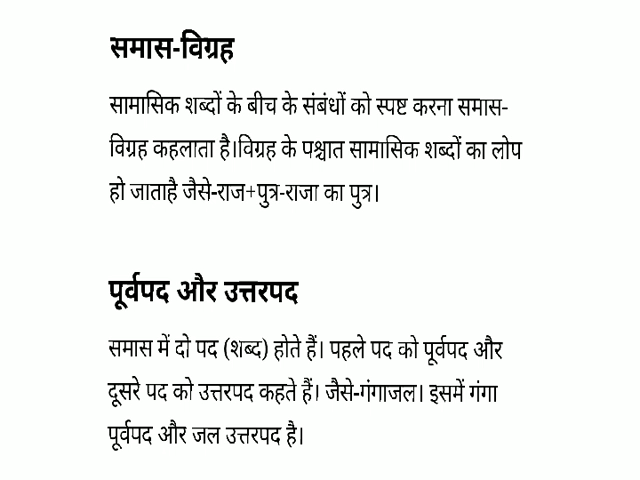 समास-विग्रह
सामासिक शब्दों के बीच के संबंधों को स्पष्ट करना समास-
विग्रह कहलाता है।विग्रह के पश्चात सामासिक शब्दों का लोप
हो जाताहै जैसे-राज+पुत्र-राजा का पुत्र।
पूर्वपद और उत्तरपद
समास में दो पद (शब्द) होते हैं। पहले पद को पूर्वपद और
दूसरे पद को उत्तरपद कहते हैं। जैसे-गंगाजल। इसमें गंगा
पूर्वपद और जल उत्तरपद है।